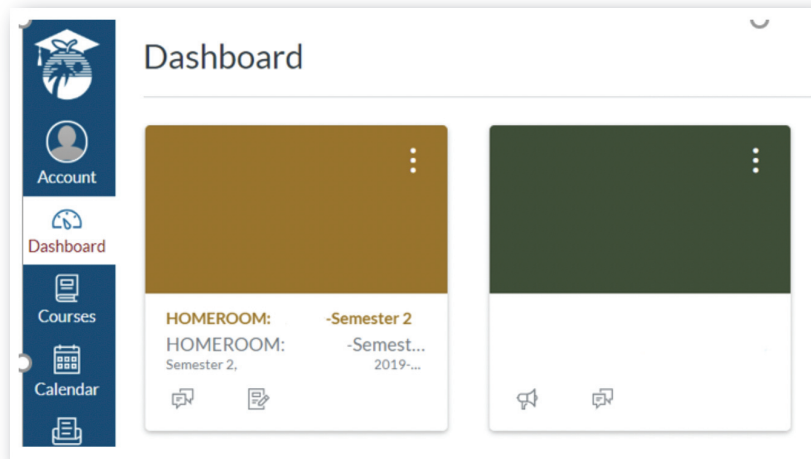 Dashboard
Account
Dashboard
Courses
Calendar
HOMEROOM: -Semester 2
HOMEROOM: -Semest...
Semester 2, 2019-...